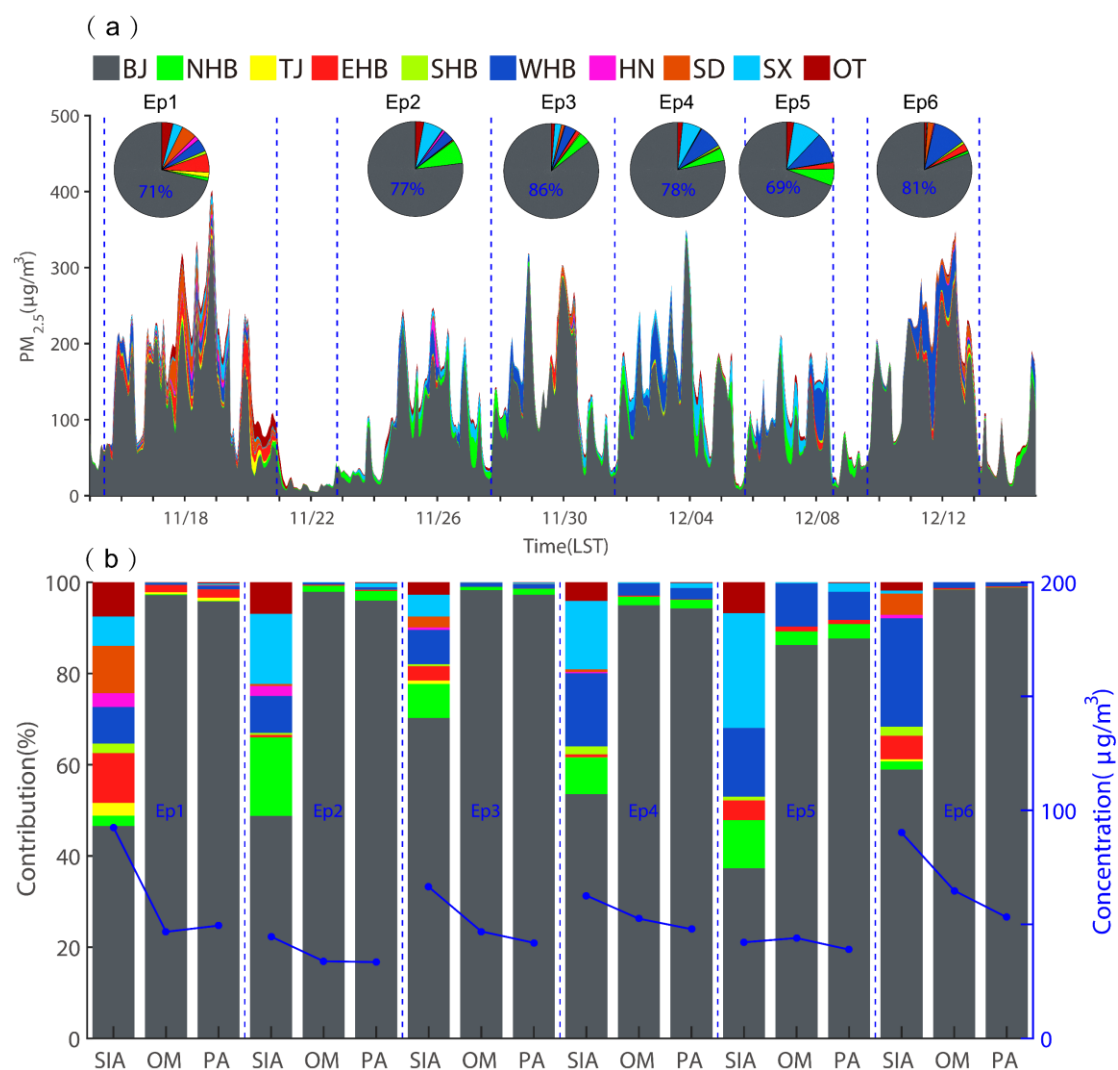 ( a )
BJ NHB TJ EHB SHB WHB HN SD SX OT
Ep1 Ep2 Ep3 Ep4 Ep5 Ep6
71% 77% 86% 78% 69% 81%
500
400
300
200
100
0
PM2.5(μg/m³)
11/18 11/22 11/26 11/30 12/04 12/08 12/12
Time(LST)
( b )
100
80
60
40
20
0
Contribution(%)
Ep1 Ep2 Ep3 Ep4 Ep5 Ep6
200
100
0
Concentration( μg/m³)
SIA OM PA SIA OM PA SIA OM PA SIA OM PA SIA OM PA SIA OM PA